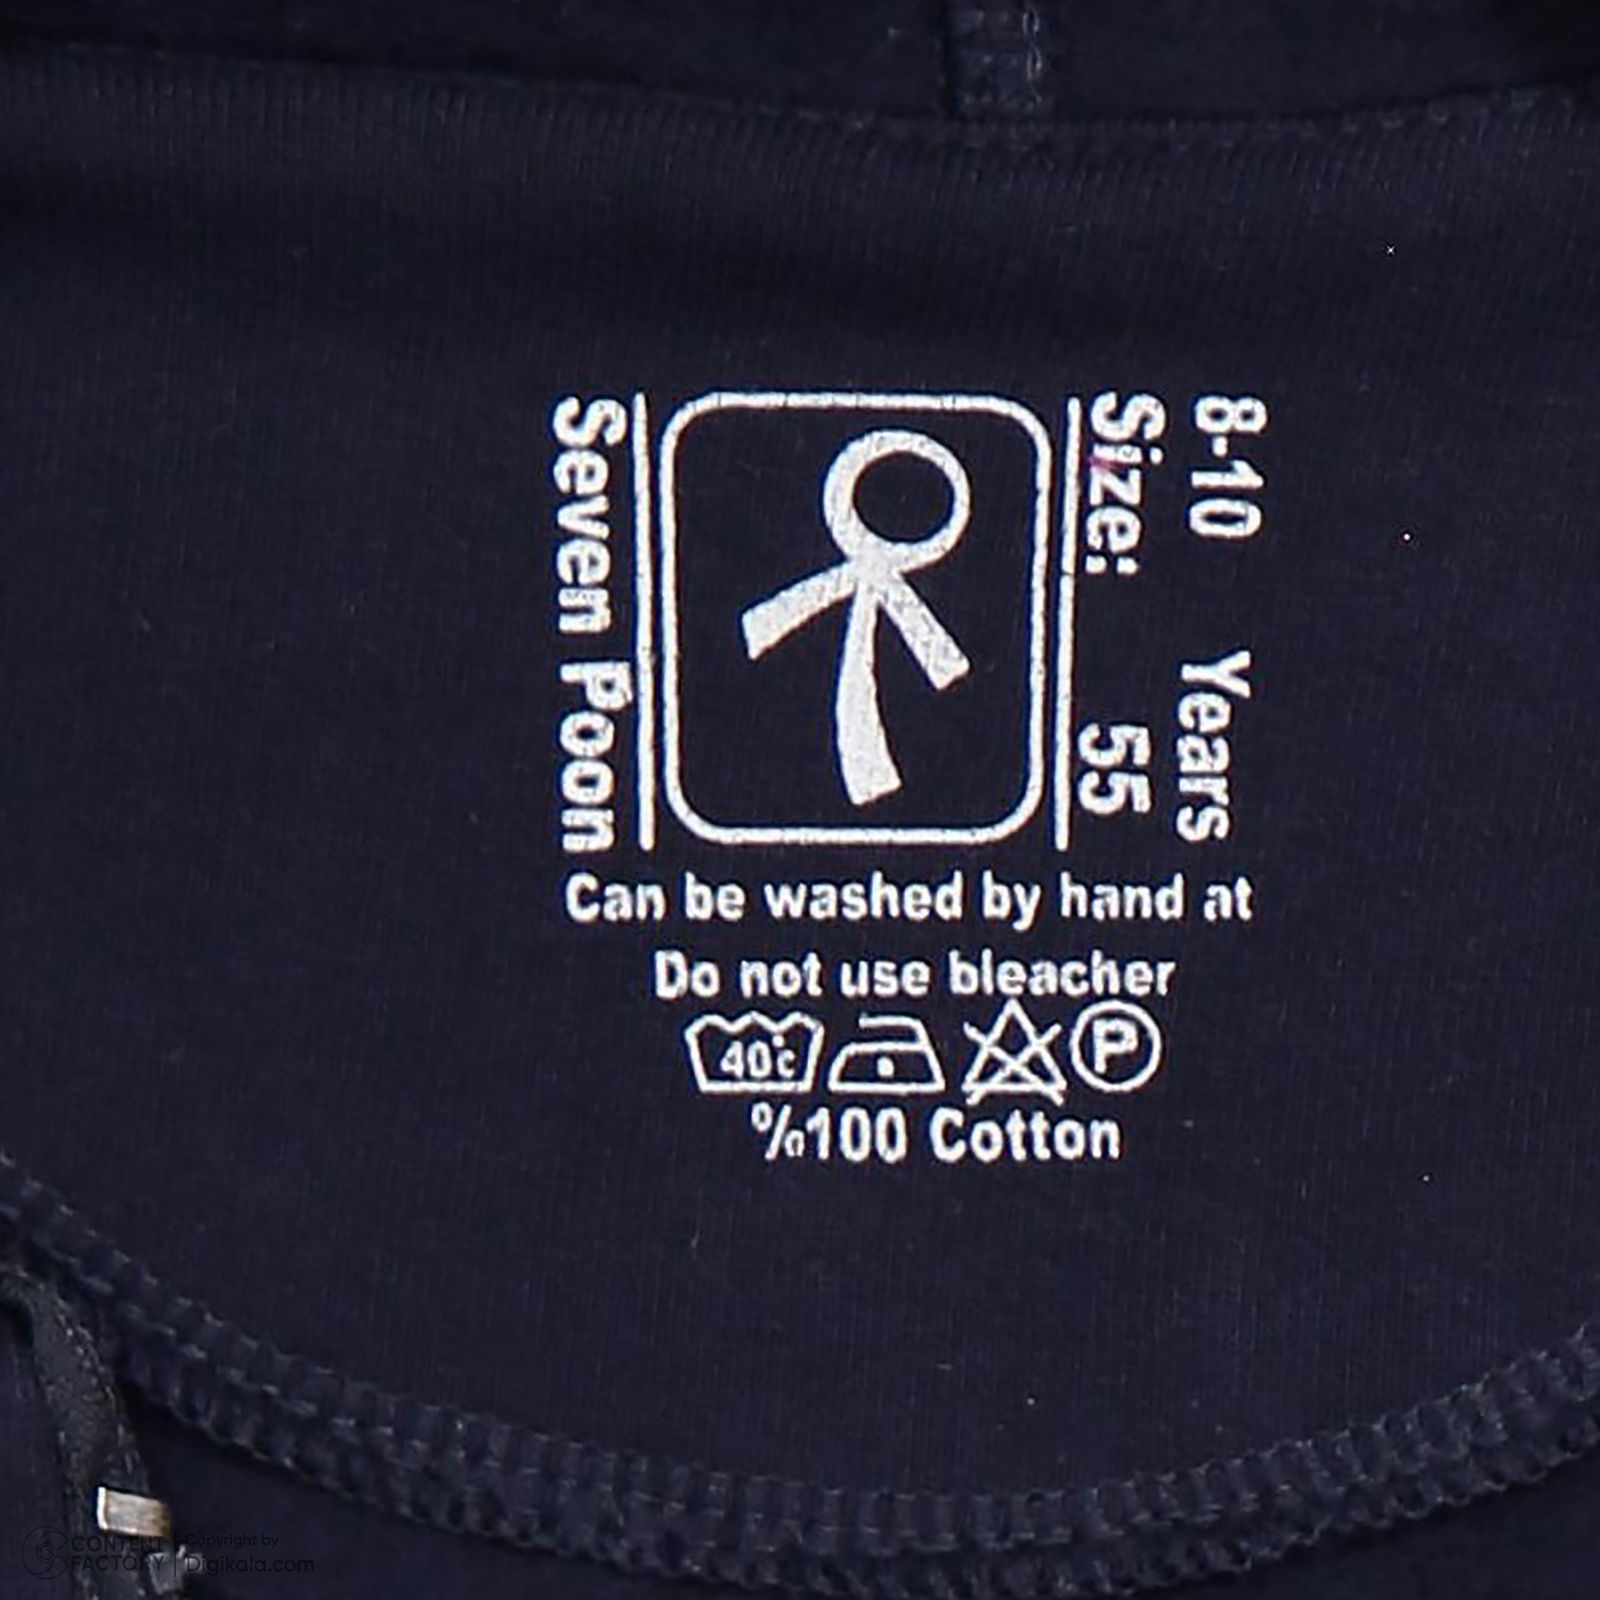 Seven Poon
Size: 55
8-10 Years
Can be washed by hand at
Do not use bleacher
40°c
P
%100 Cotton
CONTENT
FACTORY
Copyright by
Digikala.com